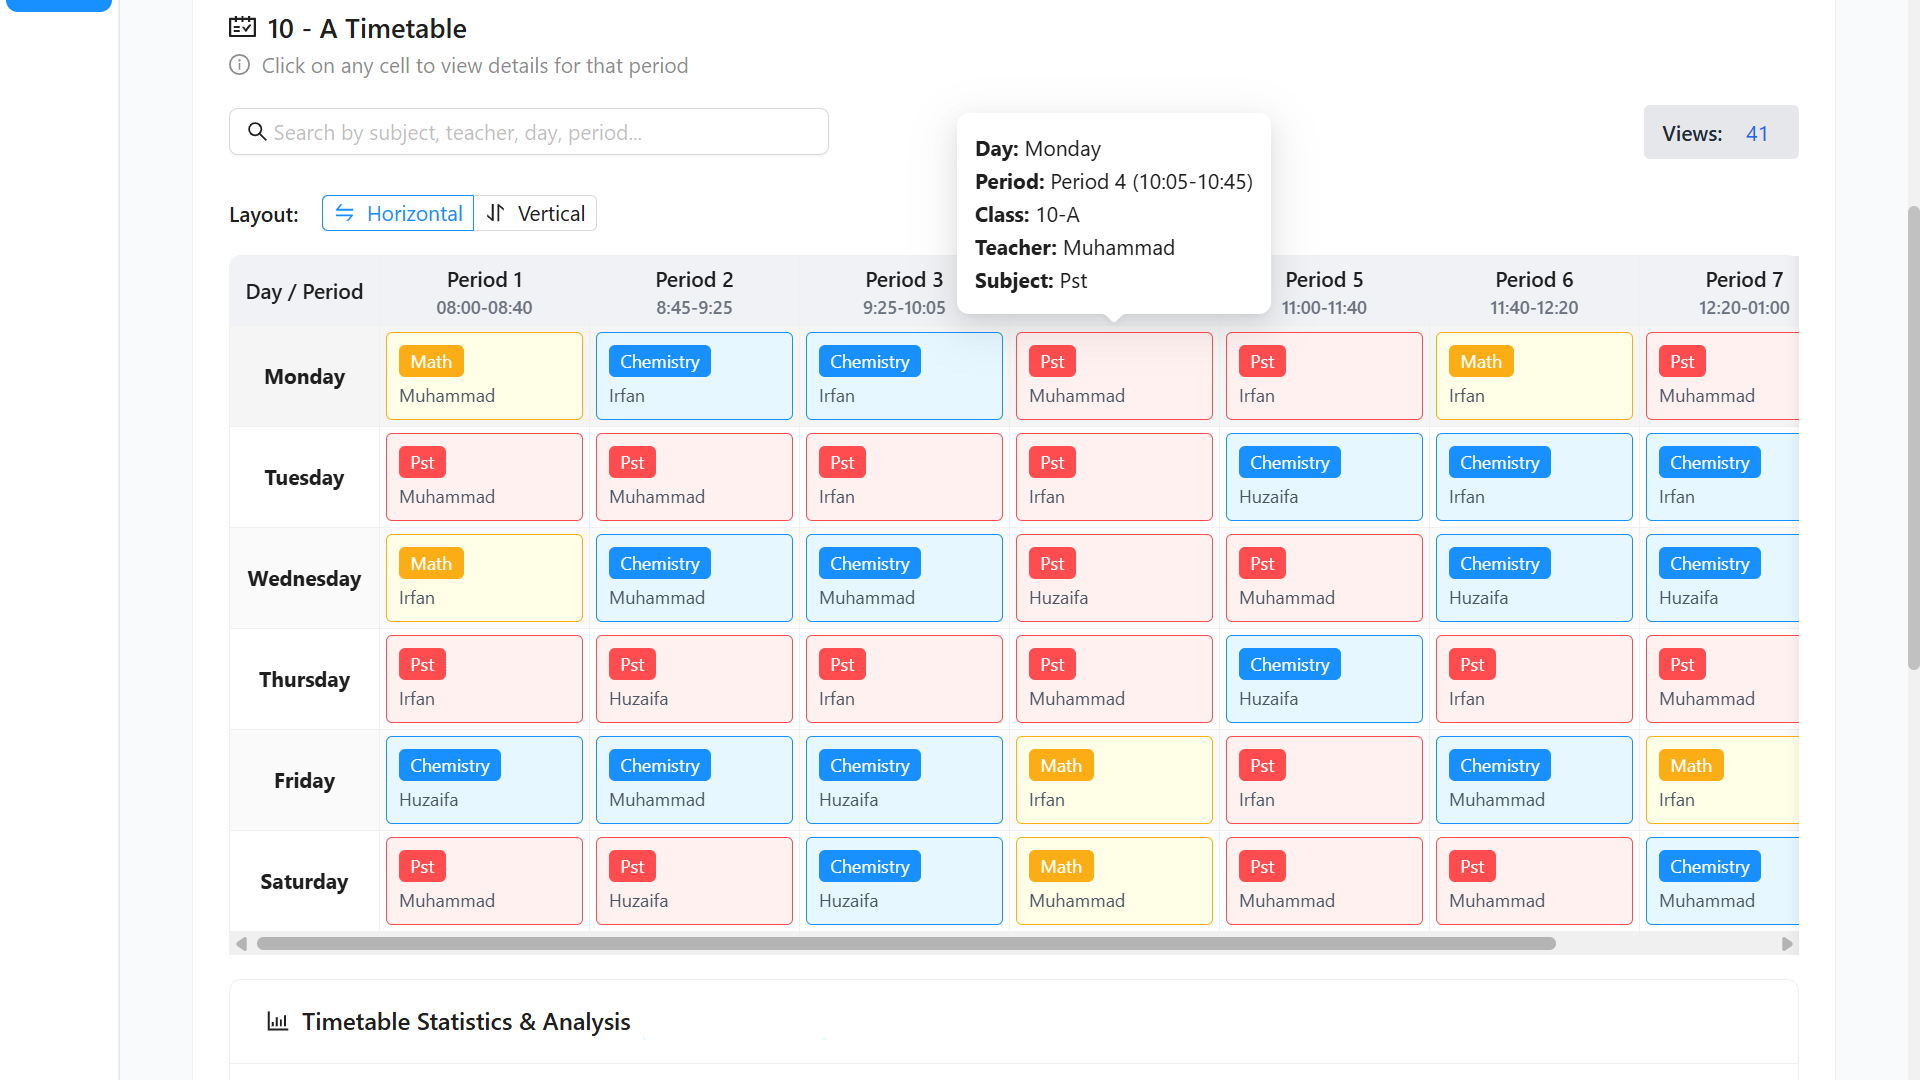 10 - A Timetable
Click on any cell to view details for that period
Search by subject, teacher, day, period...
Views: 41
Day: Monday
Period: Period 4 (10:05-10:45)
Class: 10-A
Teacher: Muhammad
Subject: Pst
Layout: Horizontal Vertical
Day / Period Period 1 Period 2 Period 3 Period 5 Period 6 Period 7
08:00-08:40 8:45-9:25 9:25-10:05 11:00-11:40 11:40-12:20 12:20-01:00
Monday
Math Chemistry Chemistry Pst Pst Math Pst
Muhammad Irfan Irfan Muhammad Irfan Irfan Muhammad
Tuesday
Pst Pst Pst Pst Chemistry Chemistry Chemistry
Muhammad Muhammad Irfan Irfan Huzaifa Irfan Irfan
Wednesday
Math Chemistry Chemistry Pst Pst Chemistry Chemistry
Irfan Muhammad Muhammad Huzaifa Muhammad Huzaifa Huzaifa
Thursday
Pst Pst Pst Pst Chemistry Pst Pst
Irfan Huzaifa Irfan Muhammad Huzaifa Irfan Muhammad
Friday
Chemistry Chemistry Chemistry Math Pst Chemistry Math
Huzaifa Muhammad Huzaifa Irfan Irfan Muhammad Irfan
Saturday
Pst Pst Chemistry Math Pst Pst Chemistry
Muhammad Huzaifa Huzaifa Muhammad Muhammad Muhammad Muhammad
Timetable Statistics & Analysis